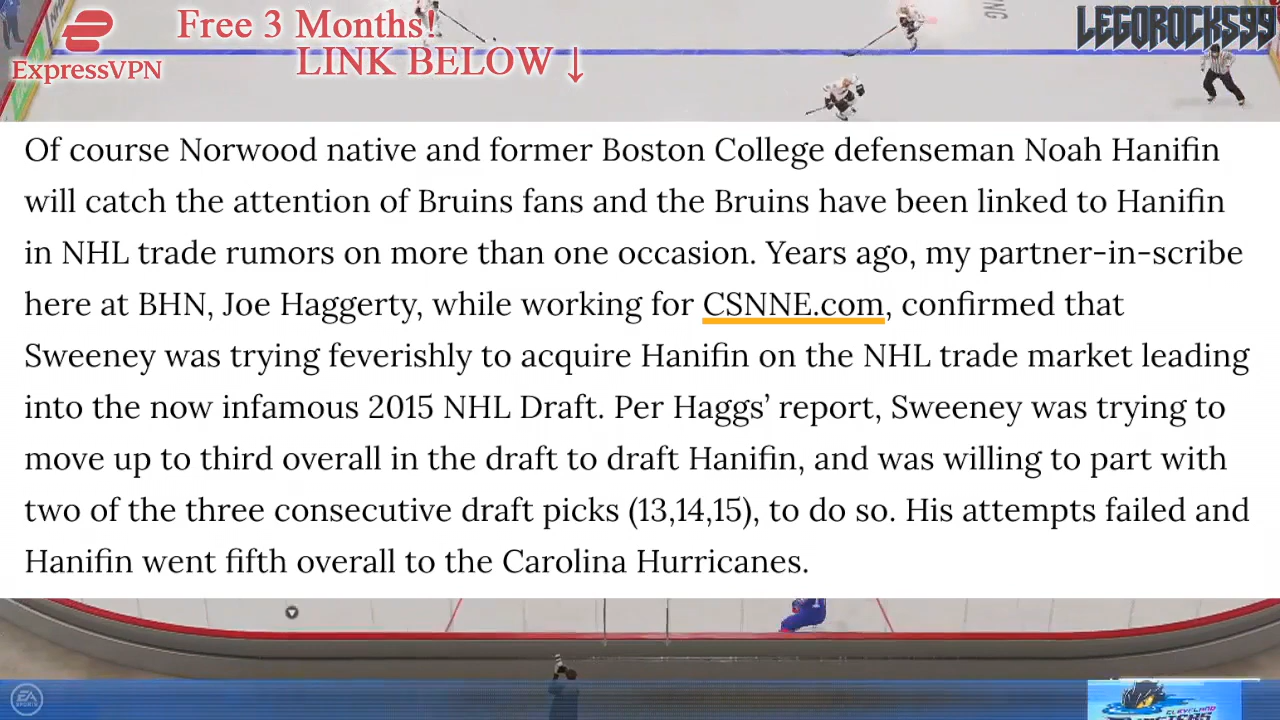 Free 3 Months!
LINK BELOW ↓
ExpressVPN
LEGOROCKS99
Of course Norwood native and former Boston College defenseman Noah Hanifin
will catch the attention of Bruins fans and the Bruins have been linked to Hanifin
in NHL trade rumors on more than one occasion. Years ago, my partner-in-scribe
here at BHN, Joe Haggerty, while working for CSNNE.com, confirmed that
Sweeney was trying feverishly to acquire Hanifin on the NHL trade market leading
into the now infamous 2015 NHL Draft. Per Haggs’ report, Sweeney was trying to
move up to third overall in the draft to draft Hanifin, and was willing to part with
two of the three consecutive draft picks (13,14,15), to do so. His attempts failed and
Hanifin went fifth overall to the Carolina Hurricanes.
EA
SPORTS
CLEVELAND